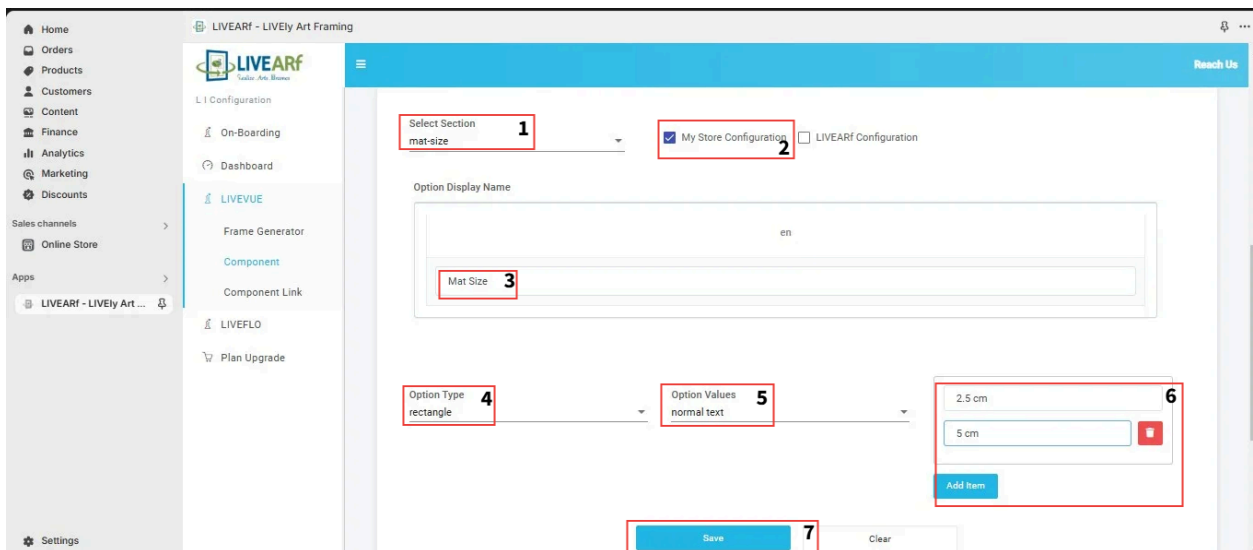 Home
Orders
Products
Customers
Content
Finance
Analytics
Marketing
Discounts
Sales channels
Online Store
Apps
LIVEARf - LIVEly Art ...
Settings
LIVEARf - LIVEly Art Framing
LIVEARf
L I Configuration
On-Boarding
Dashboard
LIVEVUE
Frame Generator
Component
Component Link
LIVEFLO
Plan Upgrade
Reach Us
Select Section 1
mat-size
My Store Configuration 2 LIVEARf Configuration
Option Display Name
en
Mat Size 3
Option Type 4
rectangle
Option Values 5
normal text
2.5 cm 6
5 cm
Add Item
Save 7 Clear